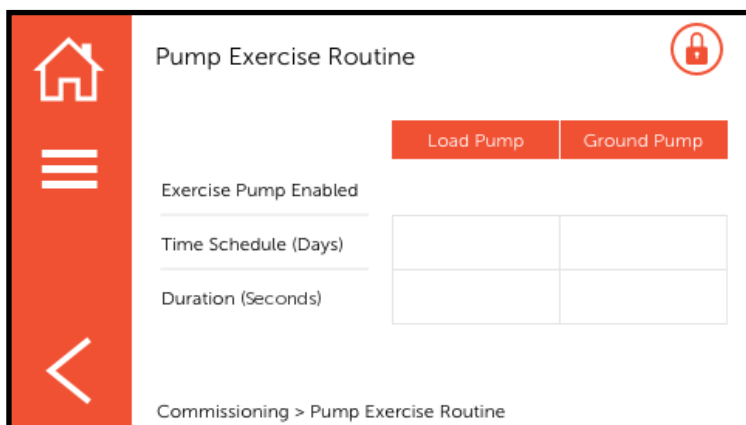 Pump Exercise Routine
Load Pump Ground Pump
Exercise Pump Enabled
Time Schedule (Days)
Duration (Seconds)
Commissioning > Pump Exercise Routine